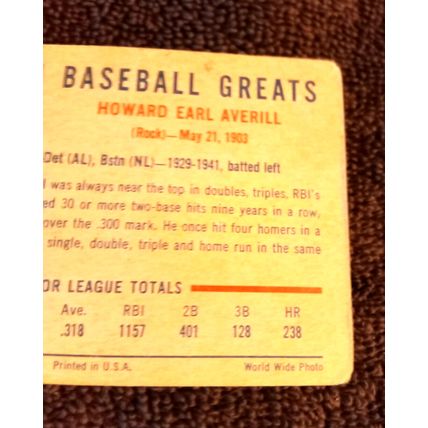 BASEBALL GREATS
HOWARD EARL AVERILL
(Rock)—May 21, 1903
Det (AL), Bstn (NL)—1929-1941, batted left
was always near the top in doubles, triples, RBI's
ed 30 or more two-base hits nine years in a row,
over the .300 mark. He once hit four homers in a
single, double, triple and home run in the same
OR LEAGUE TOTALS
Ave. RBI 2B 3B HR
.318 1157 401 128 238
Printed in U.S.A. World Wide Photo